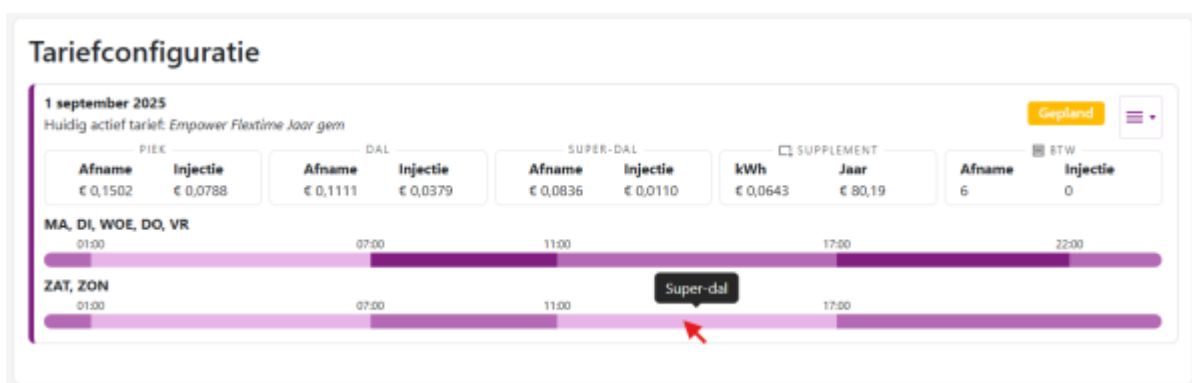 Tariefconfiguratie
1 september 2025
Huidig actief tarief: Empower Flextime Jaar gem
Gepland
PIEK
Afname Injectie
€ 0,1502 € 0,0788
DAL
Afname Injectie
€ 0,1111 € 0,0379
SUPER-DAL
Afname Injectie
€ 0,0836 € 0,0110
SUPPLEMENT
kWh Jaar
€ 0,0643 € 80,19
BTW
Afname Injectie
6 0
MA, DI, WOE, DO, VR
01:00 07:00 11:00 17:00 22:00
ZAT, ZON
Super-dal
01:00 07:00 11:00 17:00